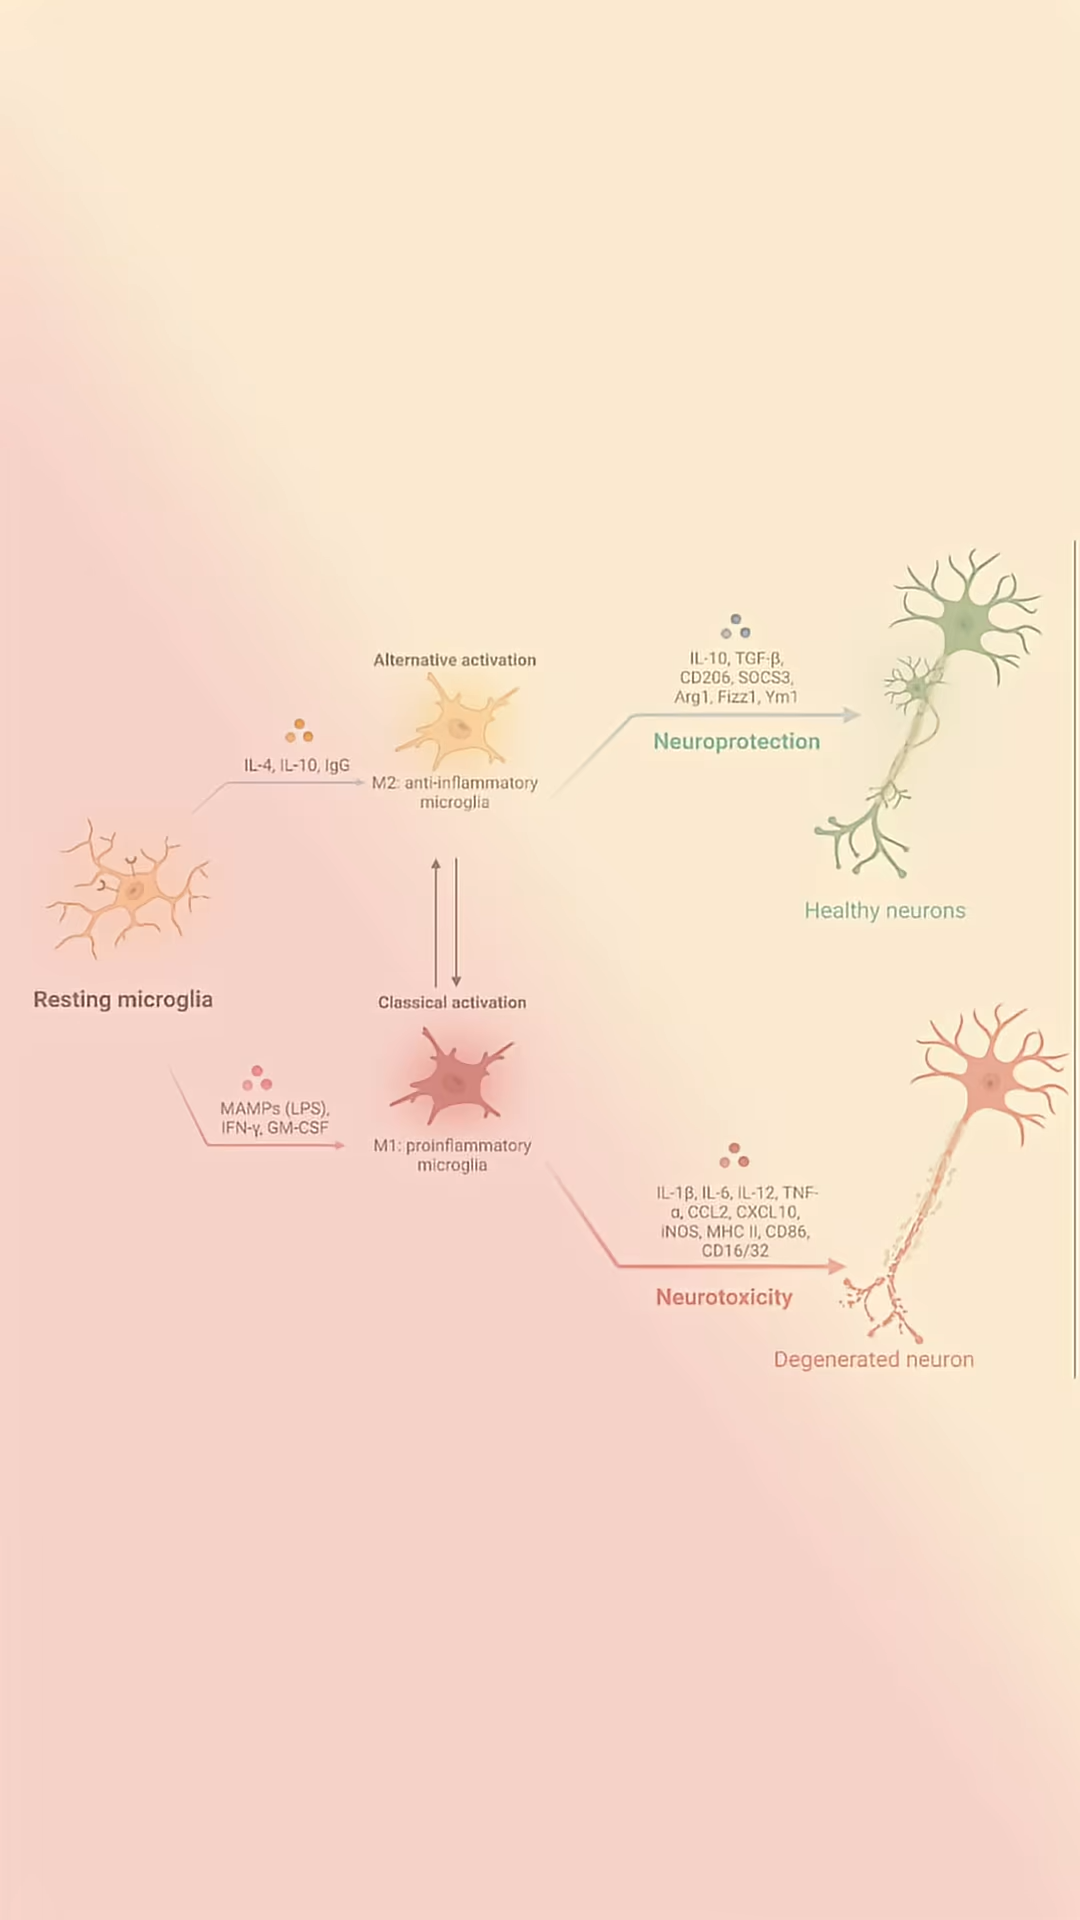 Alternative activation
IL-10, TGF-β,
CD206, SOCS3,
Arg1, Fizz1, Ym1
Neuroprotection
IL-4, IL-10, IgG
M2: anti-inflammatory
microglia
Healthy neurons
Resting microglia
Classical activation
MAMPs (LPS),
IFN-γ, GM-CSF
M1: proinflammatory
microglia
IL-1β, IL-6, IL-12, TNF-
α, CCL2, CXCL10,
iNOS, MHC II, CD86,
CD16/32
Neurotoxicity
Degenerated neuron